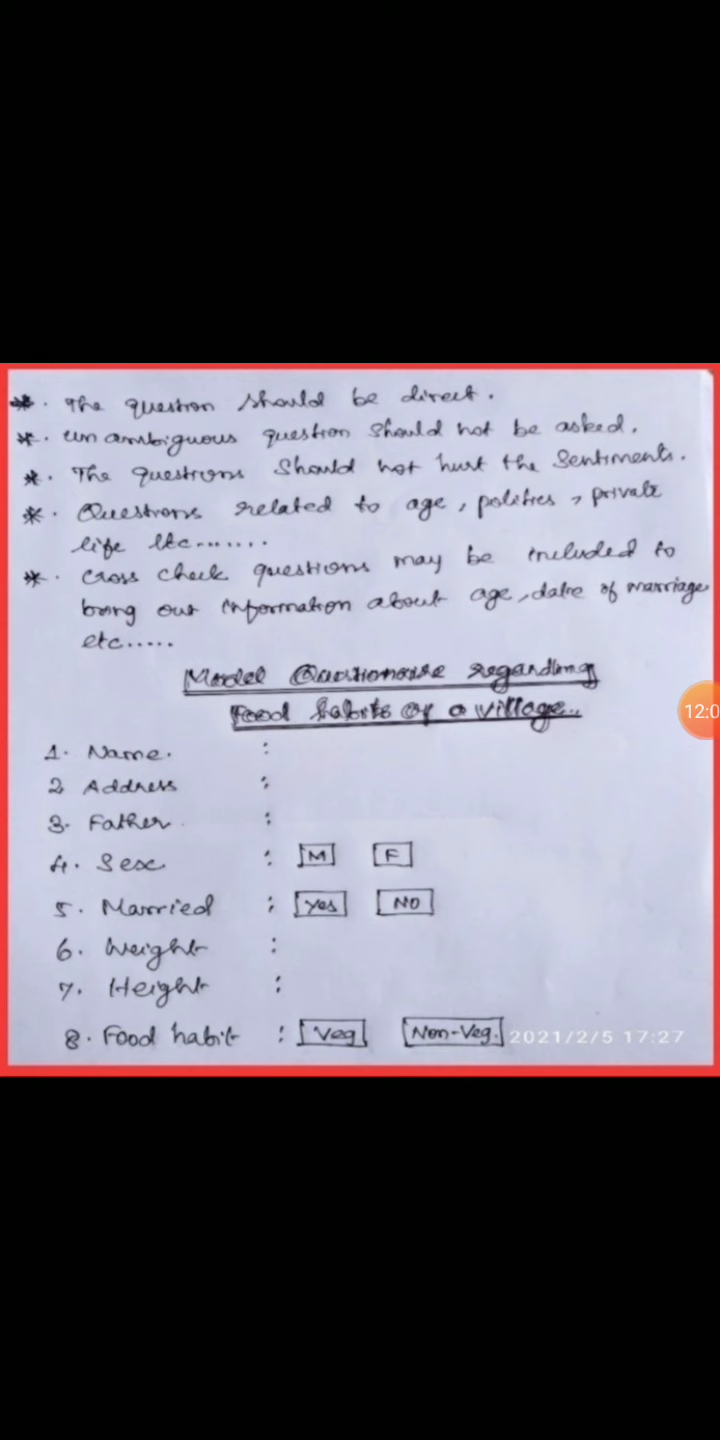 *. The question should be direct.
*. un ambiguous question should not be asked.
*. The questions should not hurt the sentiments.
*. Questions related to age, politics, private
life etc.......
*. cross check questions may be included to
bring out information about age, date of marriage
etc.....
Model Questionaire regarding
Food habits of a village..
1. Name. :
2 Address :
3. Father. :
4. Sex : M F
5. Married : Yes NO
6. Weight :
7. Height :
8. Food habit : Veg Non-Veg.
2021/2/5 17:27
12:0